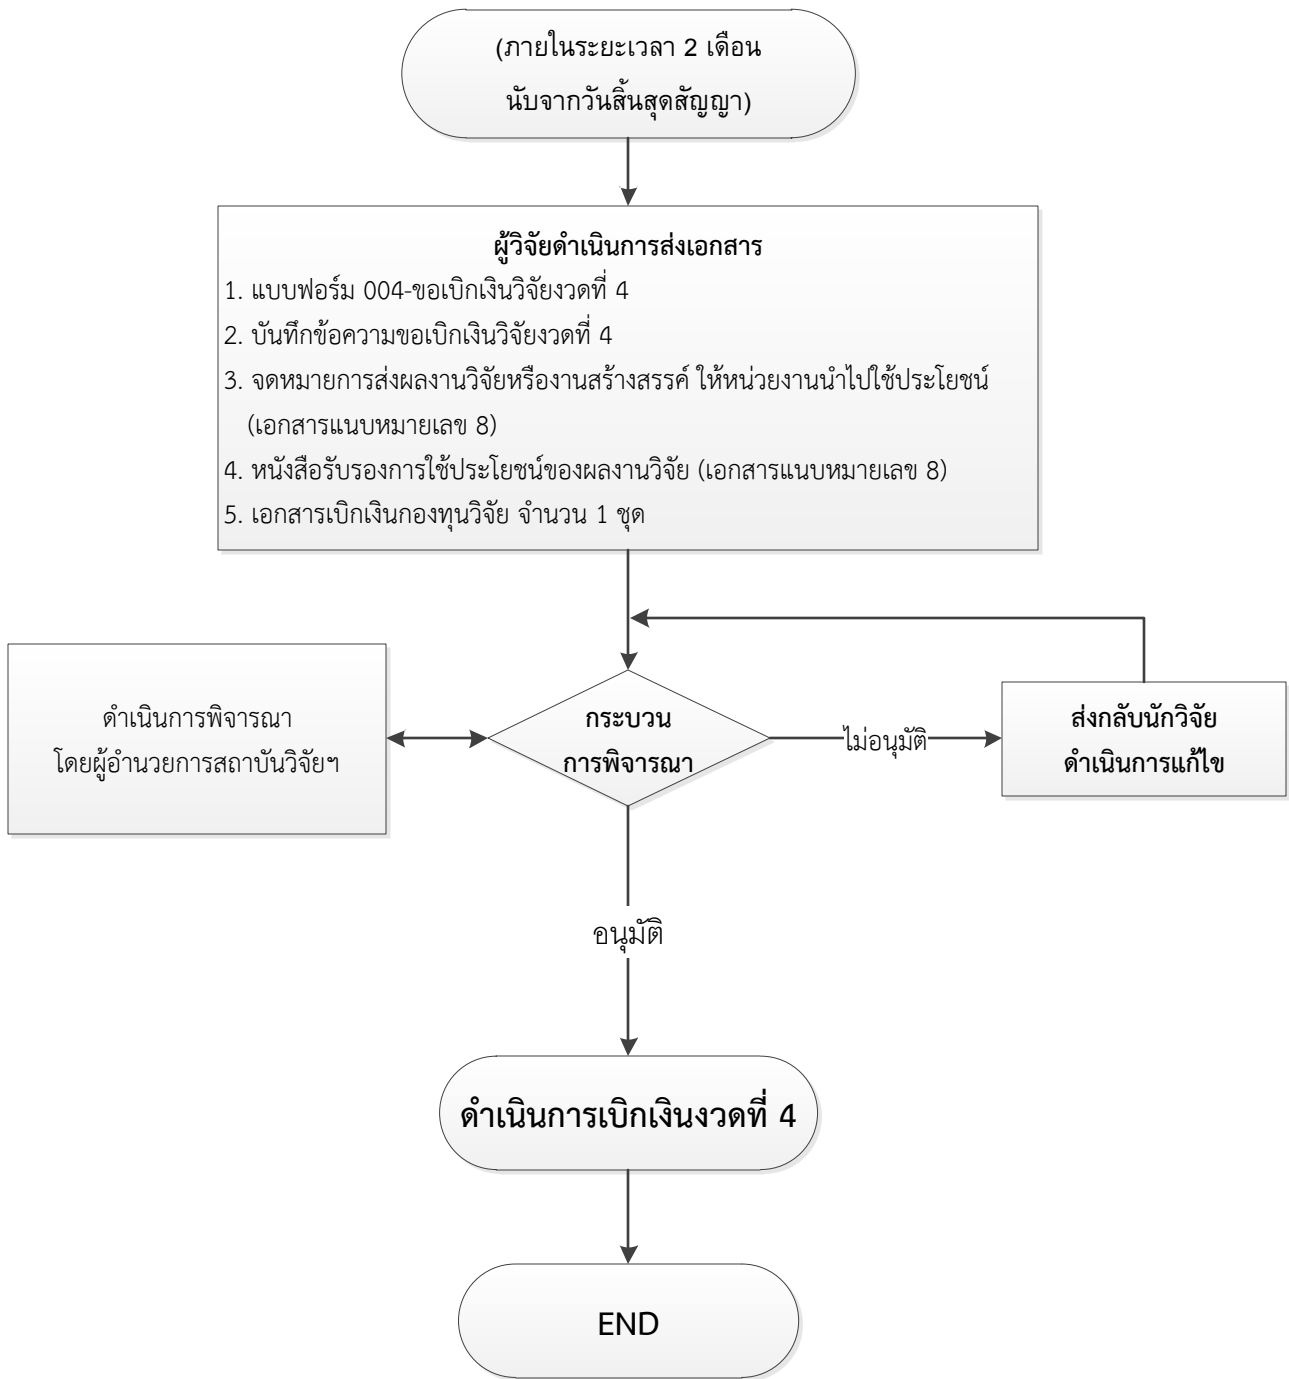 (ภายในระยะเวลา 2 เดือน
นับจากวันสิ้นสุดสัญญา)
ผู้วิจัยดำเนินการส่งเอกสาร
1. แบบฟอร์ม 004-ขอเบิกเงินวิจัยงวดที่ 4
2. บันทึกข้อความขอเบิกเงินวิจัยงวดที่ 4
3. จดหมายการส่งผลงานวิจัยหรืองานสร้างสรรค์ ให้หน่วยงานนำไปใช้ประโยชน์
(เอกสารแนบหมายเลข 8)
4. หนังสือรับรองการใช้ประโยชน์ของผลงานวิจัย (เอกสารแนบหมายเลข 8)
5. เอกสารเบิกเงินกองทุนวิจัย จำนวน 1 ชุด
ดำเนินการพิจารณา
โดยผู้อำนวยการสถาบันวิจัยฯ
กระบวน
การพิจารณา
ไม่อนุมัติ
ส่งกลับนักวิจัย
ดำเนินการแก้ไข
อนุมัติ
ดำเนินการเบิกเงินงวดที่ 4
END